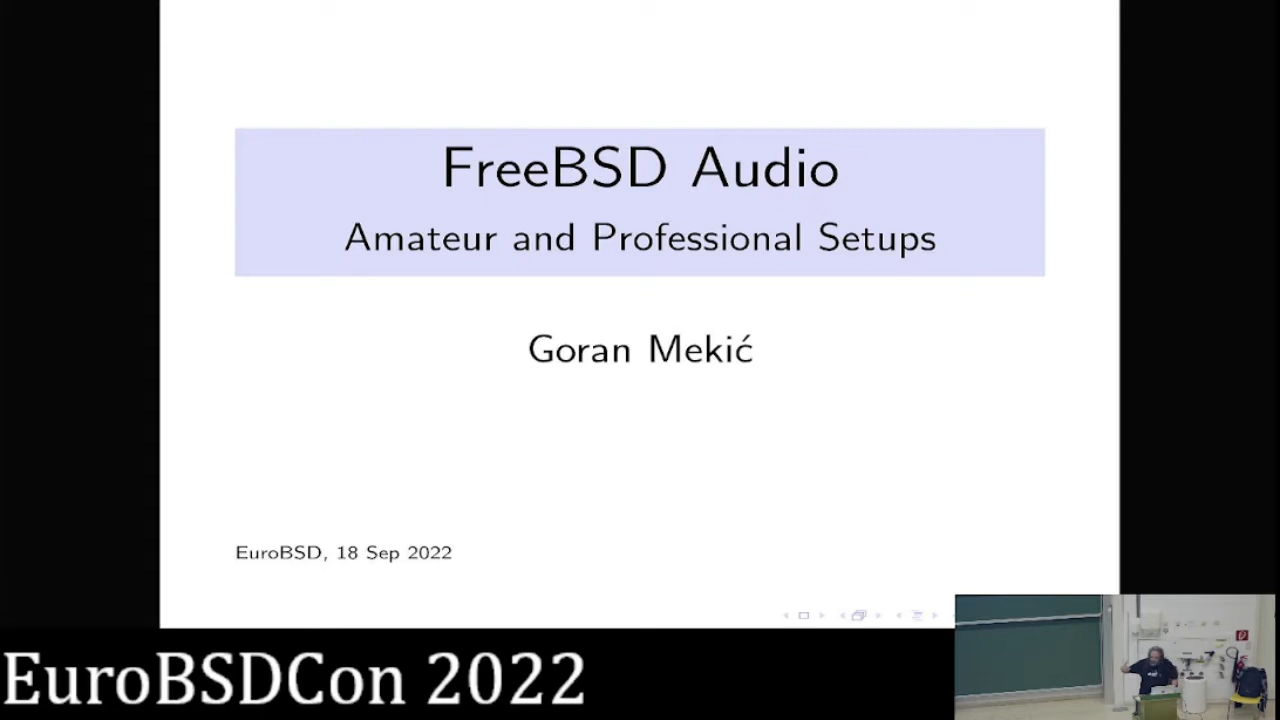 FreeBSD Audio
Amateur and Professional Setups
Goran Mekić
EuroBSD, 18 Sep 2022
EuroBSDCon 2022